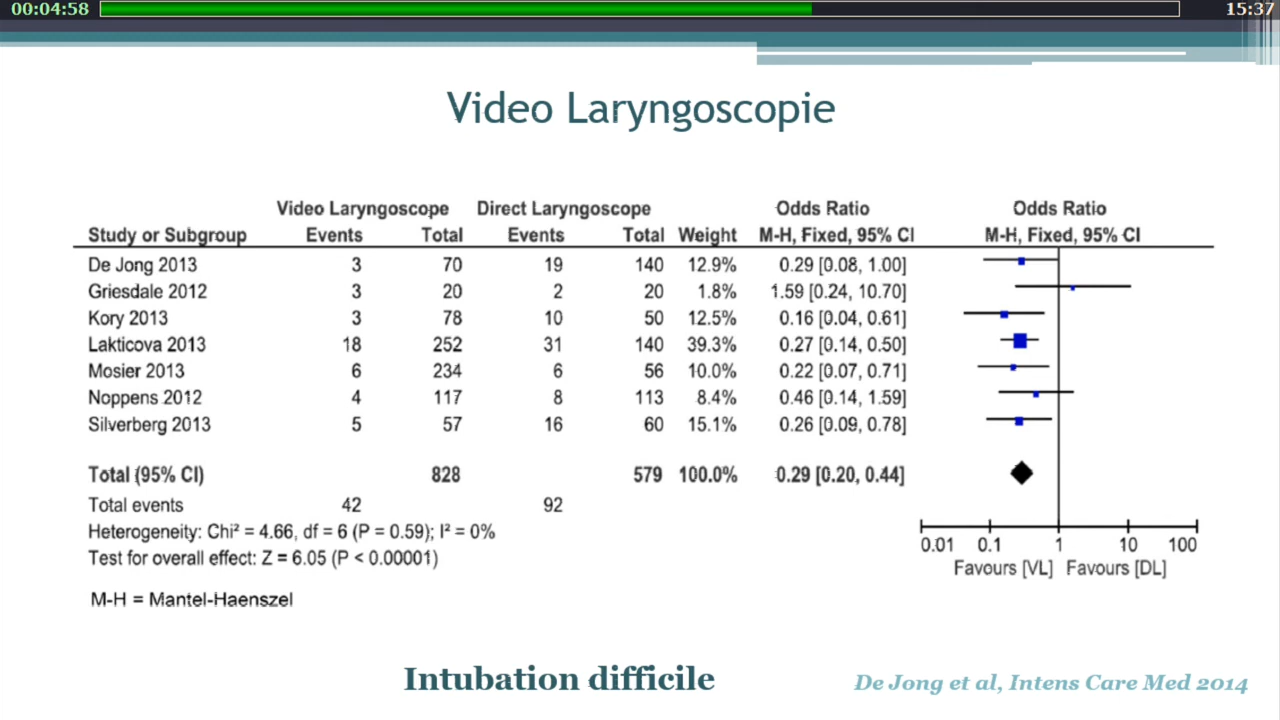 00:04:58 15:37
Video Laryngoscopie
Video Laryngoscope Direct Laryngoscope Odds Ratio Odds Ratio
Study or Subgroup Events Total Events Total Weight M-H, Fixed, 95% CI M-H, Fixed, 95% CI
De Jong 2013 3 70 19 140 12.9% 0.29 [0.08, 1.00]
Griesdale 2012 3 20 2 20 1.8% 1.59 [0.24, 10.70]
Kory 2013 3 78 10 50 12.5% 0.16 [0.04, 0.61]
Lakticova 2013 18 252 31 140 39.3% 0.27 [0.14, 0.50]
Mosier 2013 6 234 6 56 10.0% 0.22 [0.07, 0.71]
Noppens 2012 4 117 8 113 8.4% 0.46 [0.14, 1.59]
Silverberg 2013 5 57 16 60 15.1% 0.26 [0.09, 0.78]
Total (95% CI) 828 579 100.0% 0.29 [0.20, 0.44]
Total events 42 92
Heterogeneity: Chi² = 4.66, df = 6 (P = 0.59); I² = 0%
Test for overall effect: Z = 6.05 (P < 0.00001)
0.01 0.1 1 10 100
Favours [VL] Favours [DL]
M-H = Mantel-Haenszel
Intubation difficile
De Jong et al, Intens Care Med 2014